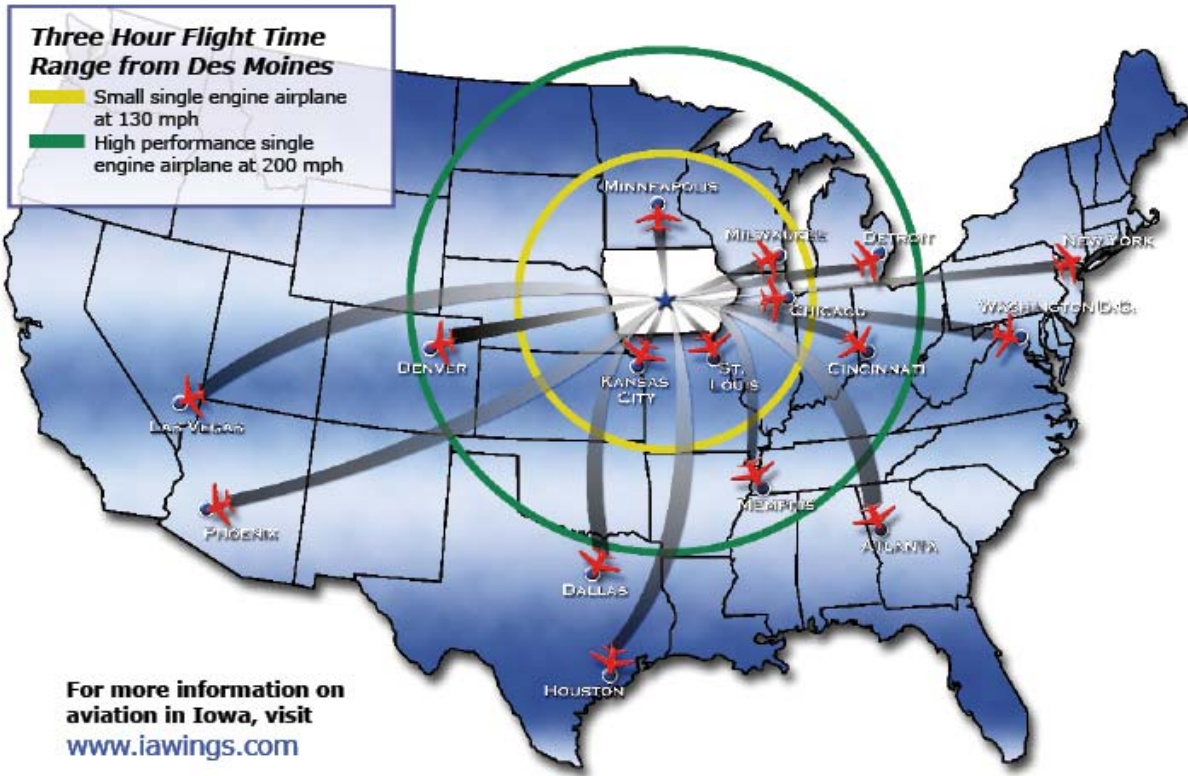 Three Hour Flight Time
Range from Des Moines
Small single engine airplane
at 130 mph
High performance single
engine airplane at 200 mph
MINNEAPOLIS
MILWAUKEE
DETROIT
NEW YORK
CHICAGO
WASHINGTON D.C.
DENVER
KANSAS
CITY
ST.
LOUIS
CINCINNATI
LAS VEGAS
MEMPHIS
PHOENIX
ATLANTA
DALLAS
HOUSTON
For more information on
aviation in Iowa, visit
www.iawings.com